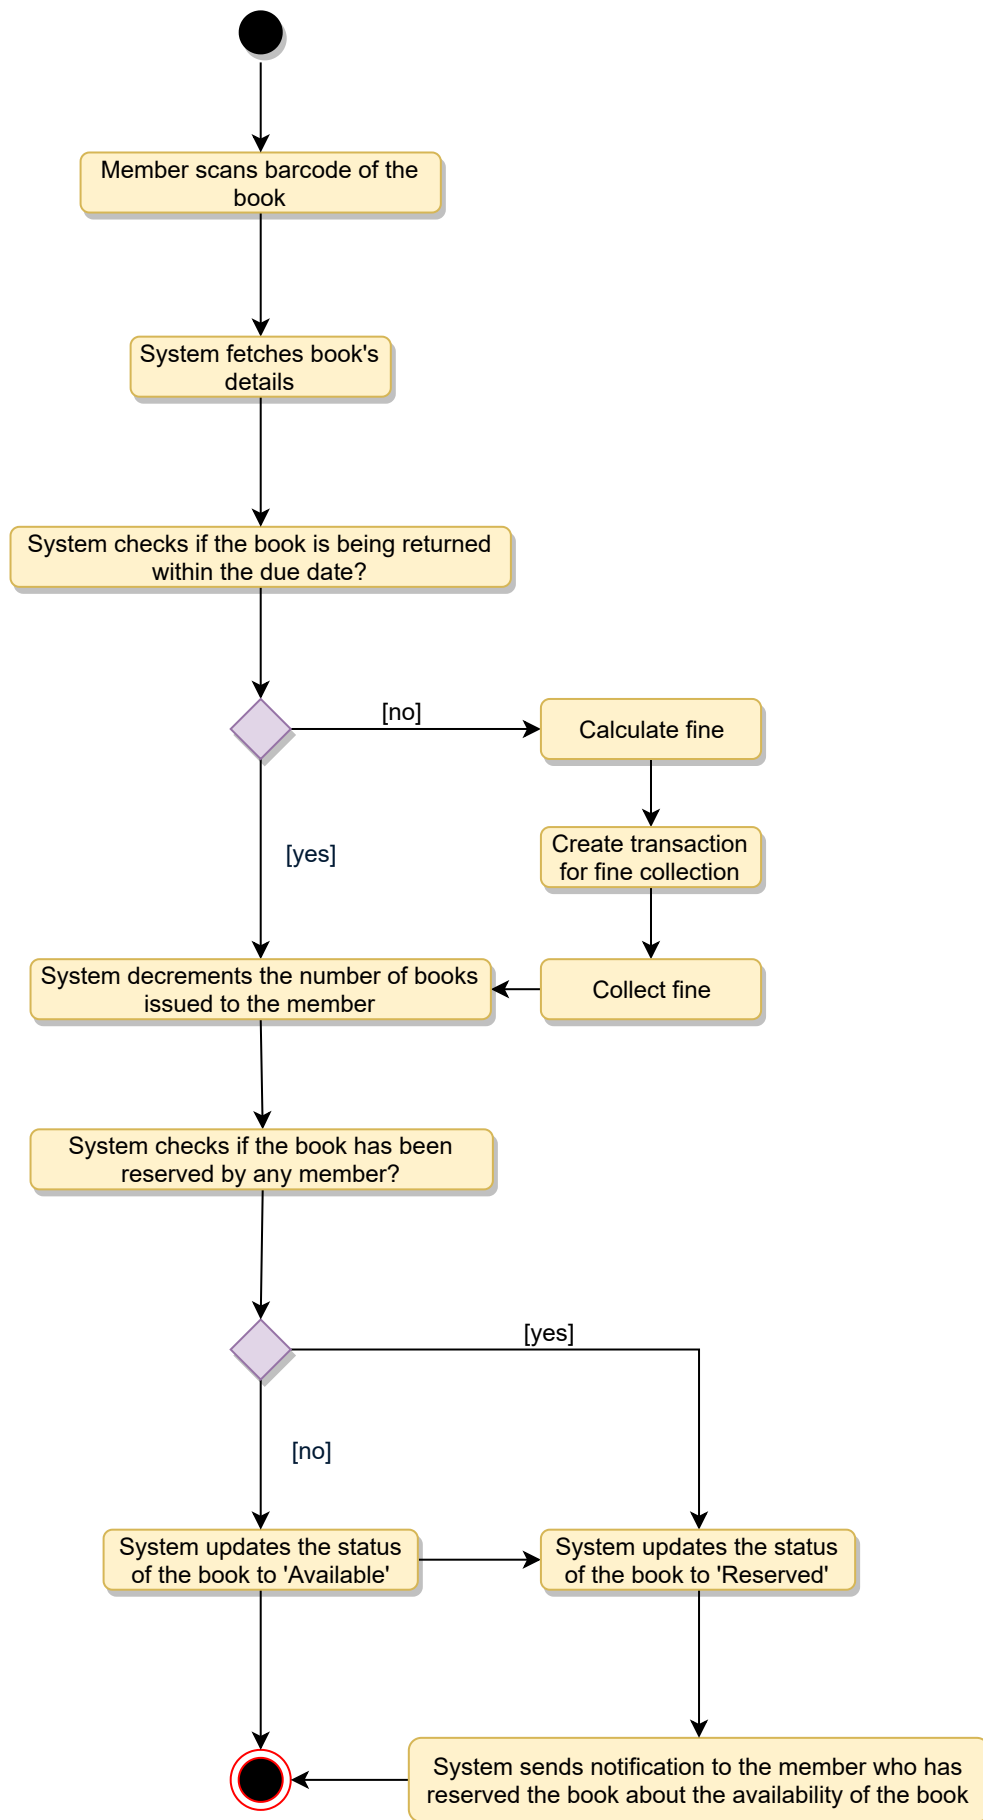 Member scans barcode of the
book
System fetches book's
details
System checks if the book is being returned
within the due date?
[no]
Calculate fine
[yes]
Create transaction
for fine collection
System decrements the number of books
issued to the member
Collect fine
System checks if the book has been
reserved by any member?
[yes]
[no]
System updates the status
of the book to 'Available'
System updates the status
of the book to 'Reserved'
System sends notification to the member who has
reserved the book about the availability of the book